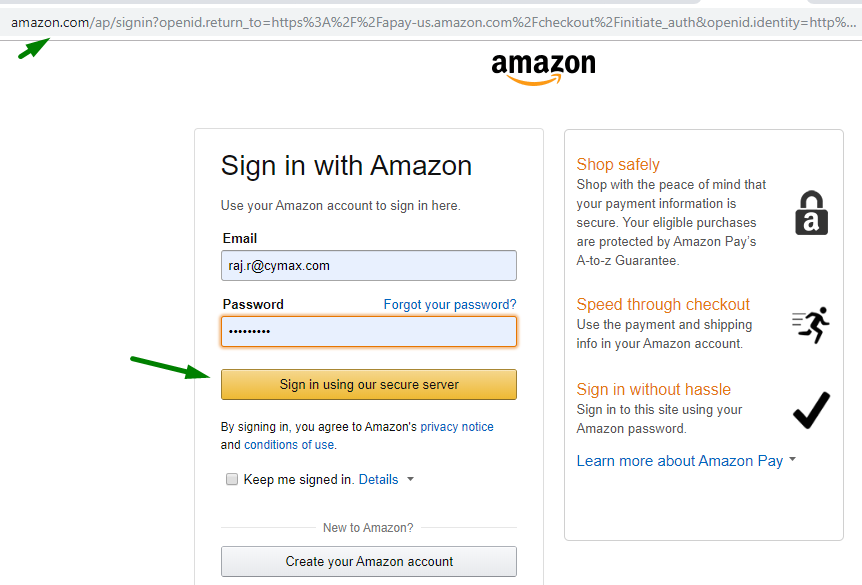 amazon.com/ap/signin?openid.return_to=https%3A%2F%2Fapay-us.amazon.com%2Fcheckout%2Finitiate_auth&openid.identity=http%...
amazon
Sign in with Amazon
Use your Amazon account to sign in here.
Email
raj.r@cymax.com
Password Forgot your password?
•••••••••
Sign in using our secure server
By signing in, you agree to Amazon's privacy notice
and conditions of use.
Keep me signed in. Details
New to Amazon?
Create your Amazon account
Shop safely
Shop with the peace of mind that
your payment information is
secure. Your eligible purchases
are protected by Amazon Pay's
A-to-z Guarantee.
a
Speed through checkout
Use the payment and shipping
info in your Amazon account.
Sign in without hassle
Sign in to this site using your
Amazon password.
Learn more about Amazon Pay